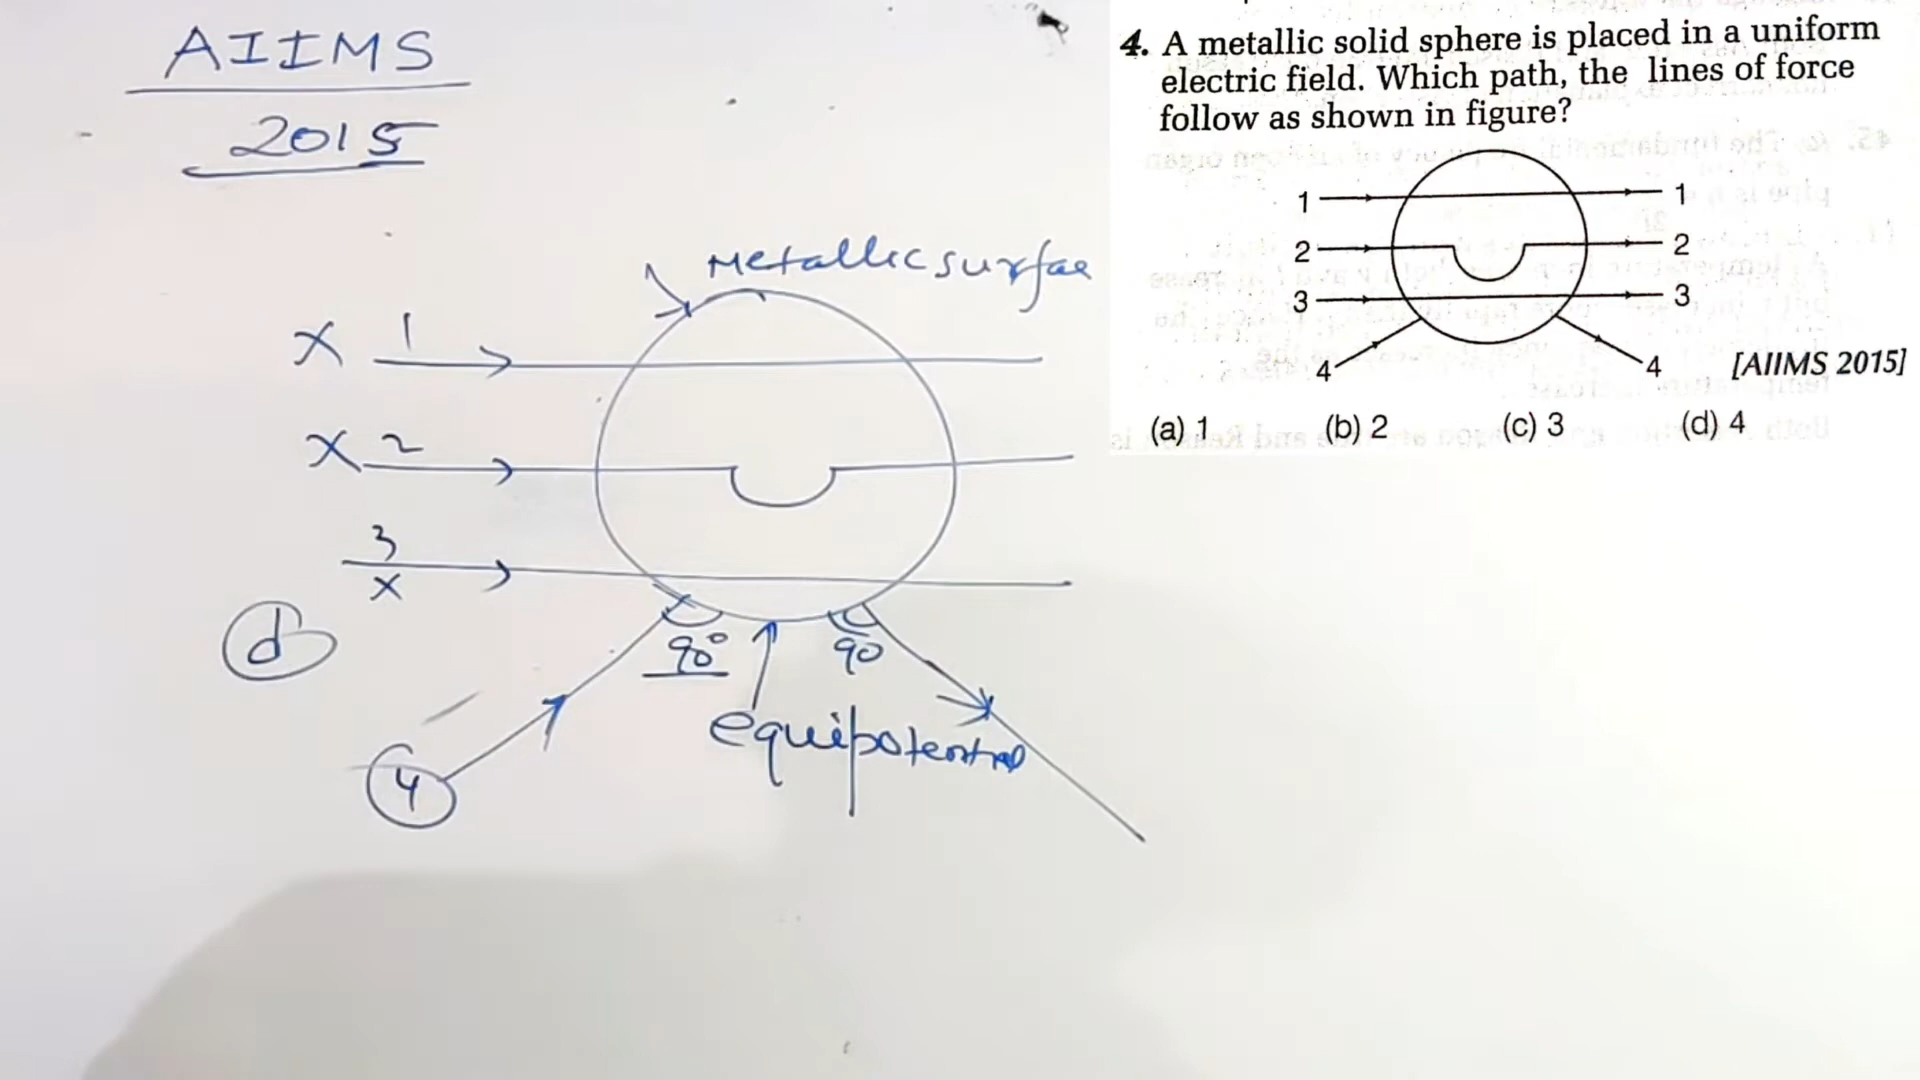 AIIMS
2015
4. A metallic solid sphere is placed in a uniform
electric field. Which path, the lines of force
follow as shown in figure?
1 1
2 2
3 3
4 4
[AIIMS 2015]
(a) 1 (b) 2 (c) 3 (d) 4
Metallic surfae
x 1
x 2
3
x
d
90° 90
equipotential
4